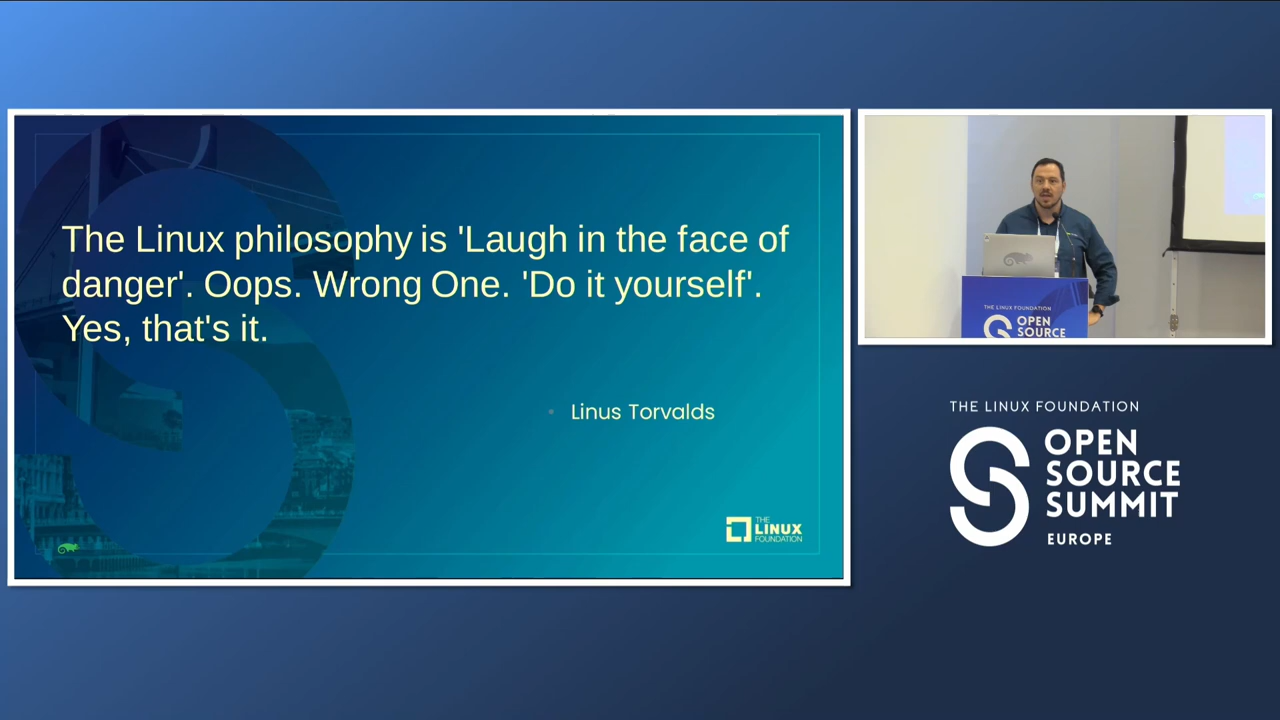 The Linux philosophy is 'Laugh in the face of
danger'. Oops. Wrong One. 'Do it yourself'.
Yes, that's it.
• Linus Torvalds
THE
LINUX
FOUNDATION
THE LINUX FOUNDATION
OPEN
SOURCE
THE LINUX FOUNDATION
OPEN
SOURCE
SUMMIT
EUROPE